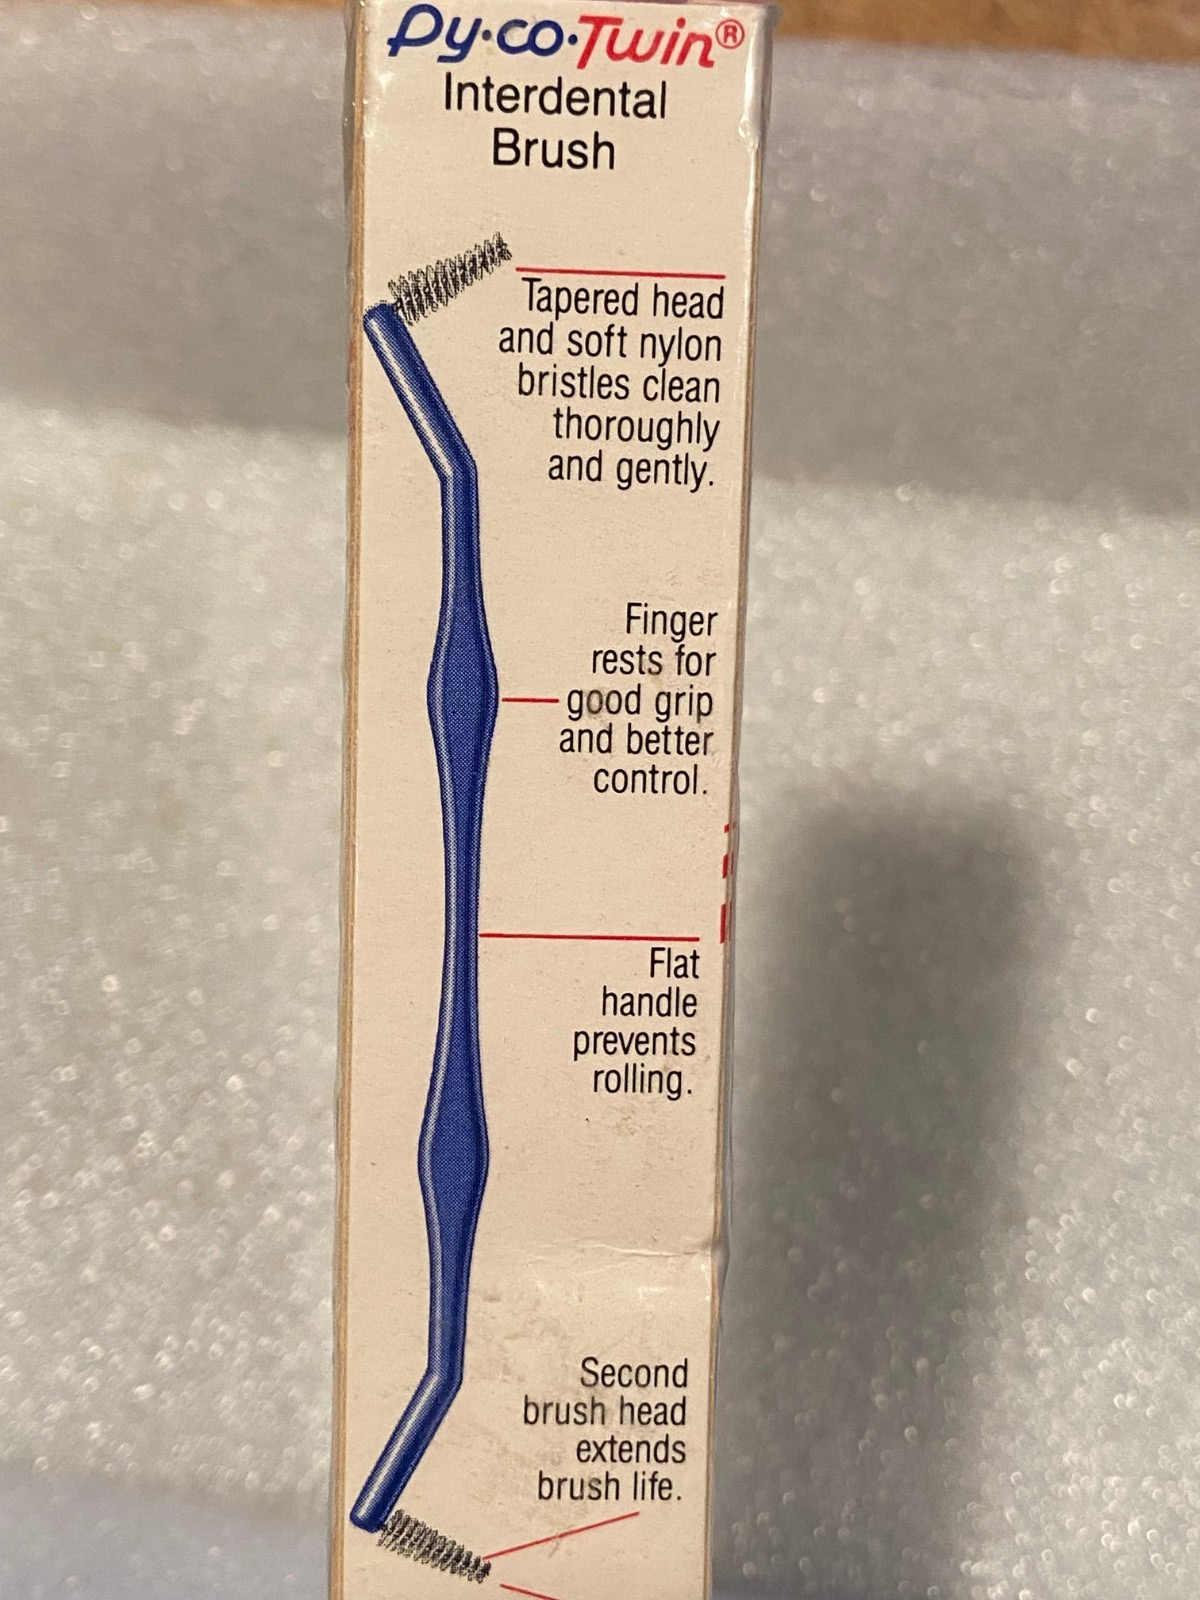 Py·co·Twin®
Interdental
Brush
Tapered head
and soft nylon
bristles clean
thoroughly
and gently.
Finger
rests for
good grip
and better
control.
Flat
handle
prevents
rolling.
Second
brush head
extends
brush life.